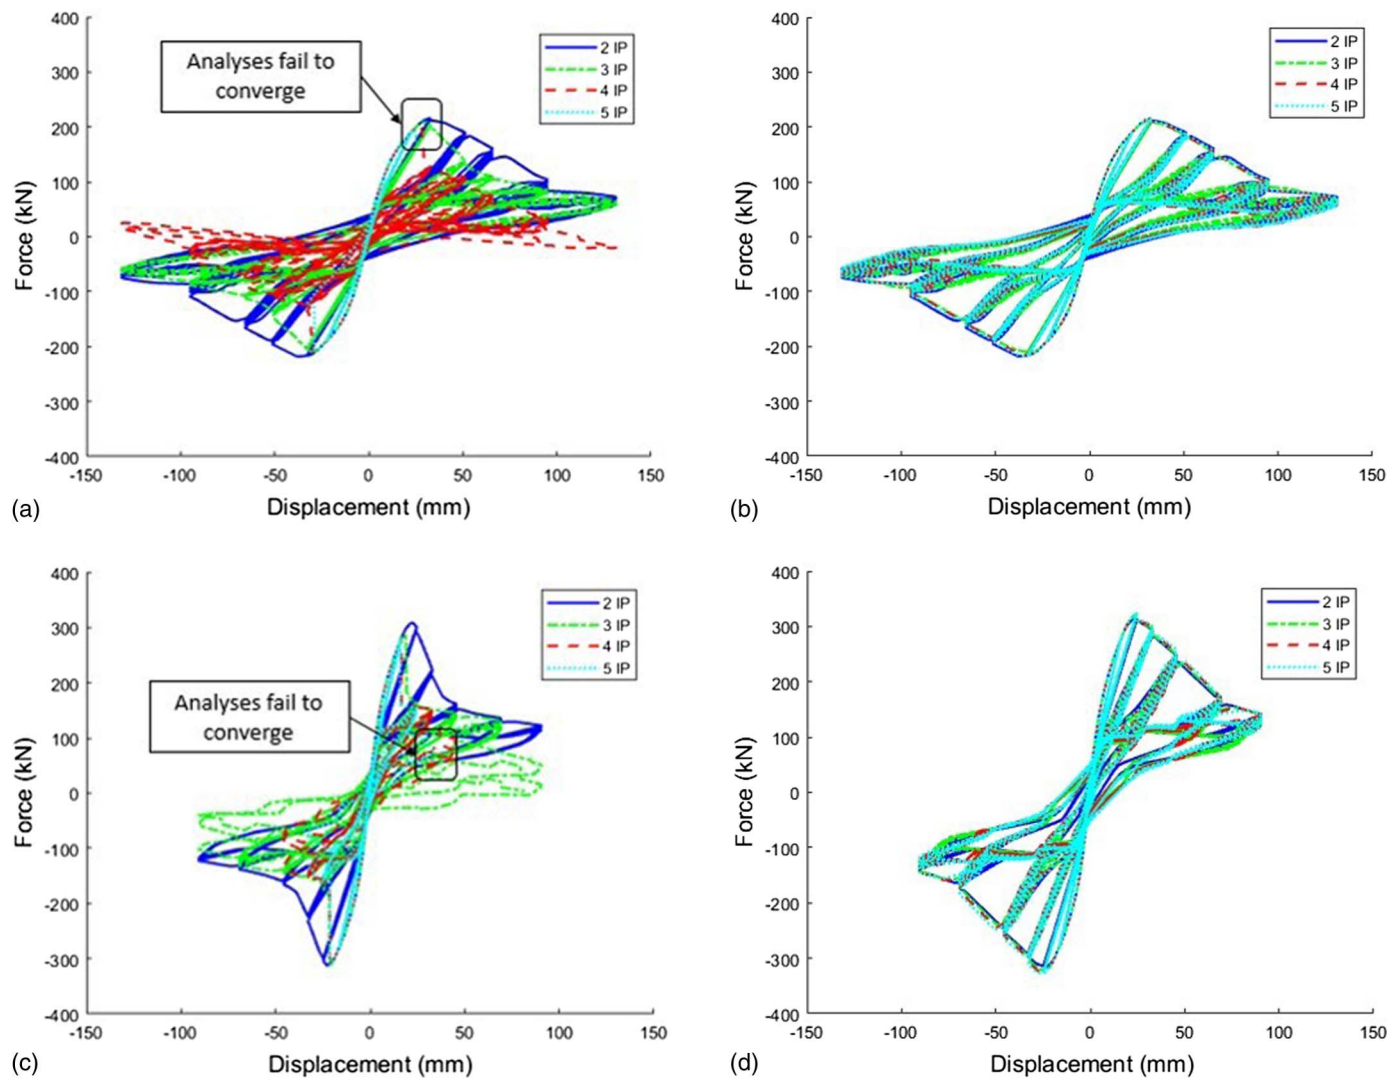 400
300
200
100
0
-100
-200
-300
-400
Force (kN)
Analyses fail to
converge
2 IP
3 IP
4 IP
5 IP
-150
-100
-50
0
50
100
150
Displacement (mm)
(a)
400
300
200
100
0
-100
-200
-300
-400
Force (kN)
2 IP
3 IP
4 IP
5 IP
-150
-100
-50
0
50
100
150
Displacement (mm)
(b)
400
300
200
100
0
-100
-200
-300
-400
Force (kN)
Analyses fail to
converge
2 IP
3 IP
4 IP
5 IP
-150
-100
-50
0
50
100
150
Displacement (mm)
(c)
400
300
200
100
0
-100
-200
-300
-400
Force (kN)
2 IP
3 IP
4 IP
5 IP
-150
-100
-50
0
50
100
150
Displacement (mm)
(d)